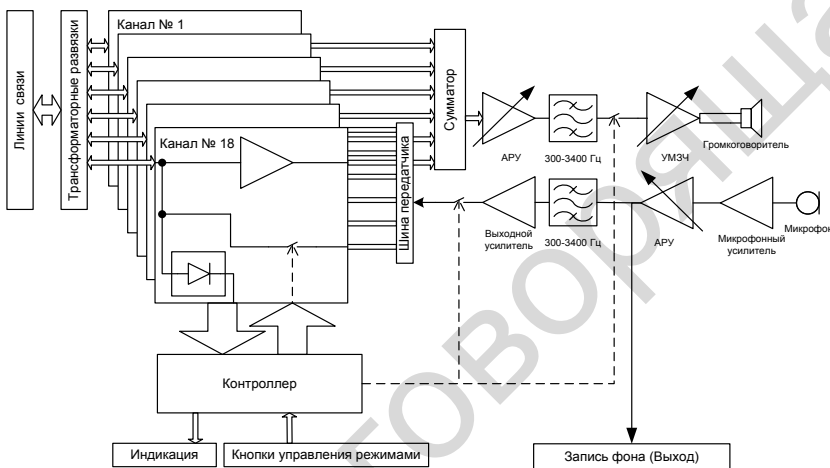 Канал № 1
Линии связи
Трансформаторные развязки
Канал № 18
Сумматор
АРУ
300-3400 Гц
УМЗЧ
Громкоговоритель
Шина передатчика
Выходной
усилитель
300-3400 Гц
АРУ
Микрофонный
усилитель
Микрофон
Контроллер
Индикация
Кнопки управления режимами
Запись фона (Выход)
говоряща